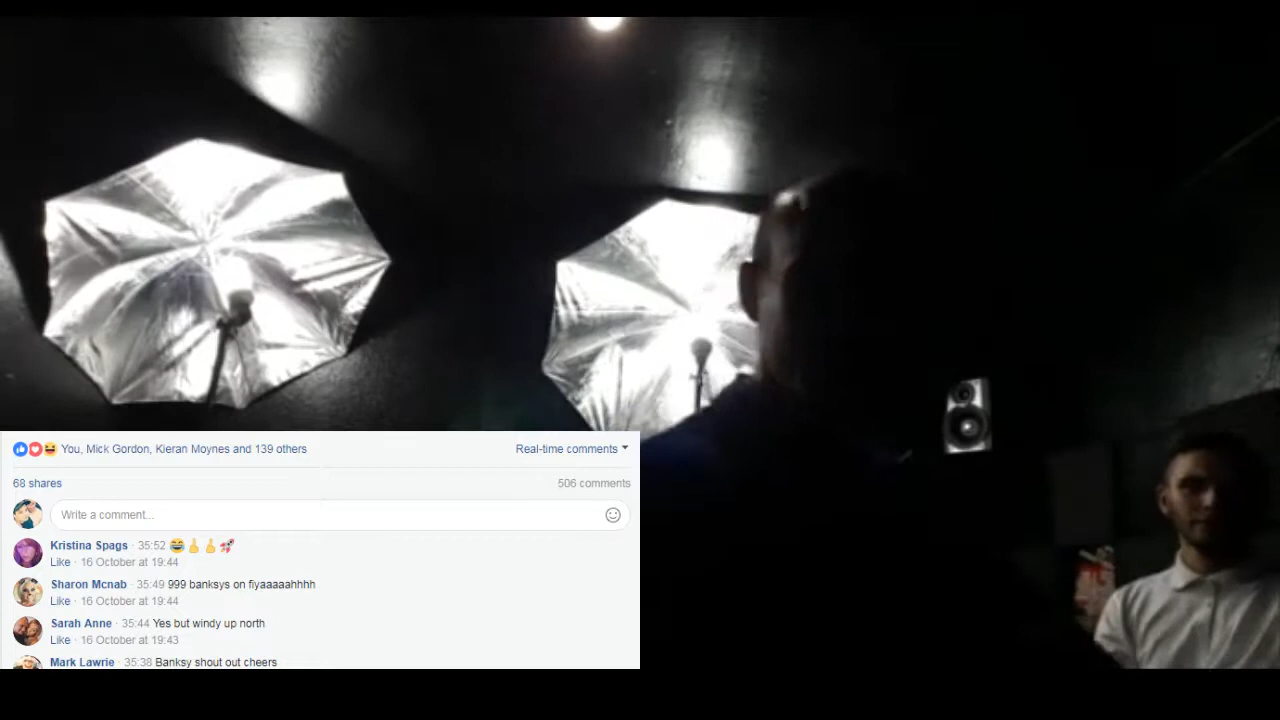 You, Mick Gordon, Kieran Moynes and 139 others
Real-time comments
68 shares
506 comments
Write a comment...
Kristina Spags · 35:52 😂👍👍🚀
Like · 16 October at 19:44
Sharon Mcnab · 35:49 999 banksys on fiyaaaaahhhh
Like · 16 October at 19:44
Sarah Anne · 35:44 Yes but windy up north
Like · 16 October at 19:43
Mark Lawrie · 35:38 Banksy shout out cheers